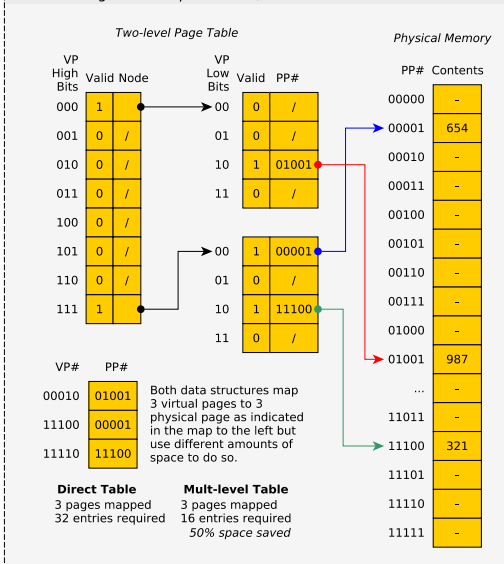 Two-level Page Table
VP
High
Bits
Valid Node
000 1
001 0 /
010 0 /
011 0 /
100 0 /
101 0 /
110 0 /
111 1
VP
Low
Bits
Valid PP#
00 0 /
01 0 /
10 1 01001
11 0 /
00 1 00001
01 0 /
10 1 11100
11 0 /
Physical Memory
PP# Contents
00000 -
00001 654
00010 -
00011 -
00100 -
00101 -
00110 -
00111 -
01000 -
01001 987
... -
11011 -
11100 321
11101 -
11110 -
11111 -
VP# PP#
00010 01001
11100 00001
11110 11100
Both data structures map
3 virtual pages to 3
physical page as indicated
in the map to the left but
use different amounts of
space to do so.
Direct Table
3 pages mapped
32 entries required
Mult-level Table
3 pages mapped
16 entries required
50% space saved